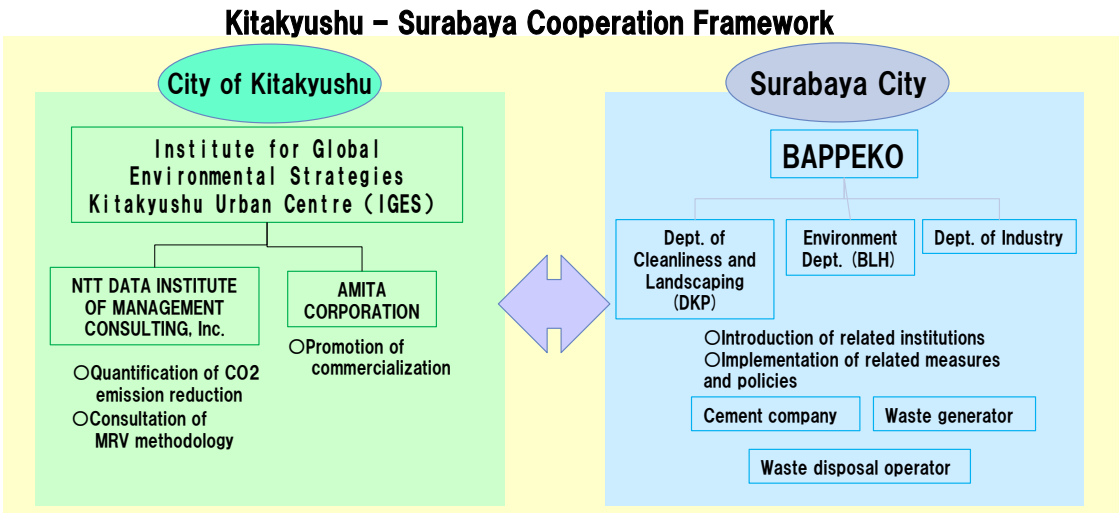 Kitakyushu – Surabaya Cooperation Framework
City of Kitakyushu
Institute for Global
Environmental Strategies
Kitakyushu Urban Centre (IGES)
NTT DATA INSTITUTE
OF MANAGEMENT
CONSULTING, Inc.
AMITA
CORPORATION
○Quantification of CO2
emission reduction
○Consultation of
MRV methodology
○Promotion of
commercialization
Surabaya City
BAPPEKO
Dept. of
Cleanliness and
Landscaping
(DKP)
Environment
Dept. (BLH)
Dept. of Industry
○Introduction of related institutions
○Implementation of related measures
and policies
Cement company
Waste generator
Waste disposal operator